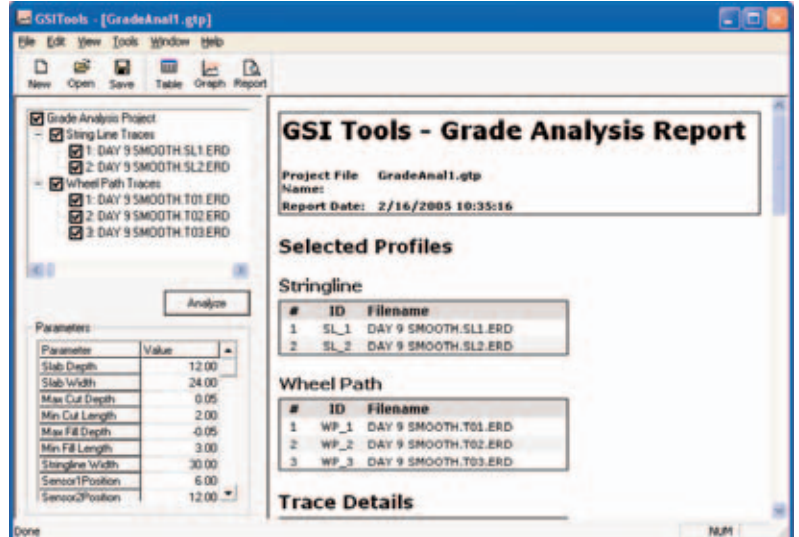 GSITools - [GradeAnal1.gtp]
File Edit View Tools Window Help
New Open Save Table Graph Report
Grade Analysis Project
String Line Traces
1: DAY 9 SMOOTH.SL1.ERD
2: DAY 9 SMOOTH.SL2.ERD
Wheel Path Traces
1: DAY 9 SMOOTH.T01.ERD
2: DAY 9 SMOOTH.T02.ERD
3: DAY 9 SMOOTH.T03.ERD
Analyze
Parameters
Parameter Value
Slab Depth 12.00
Slab Width 24.00
Max Cut Depth 0.05
Min Cut Length 2.00
Max Fill Depth -0.05
Min Fill Length 3.00
Stringline Width 30.00
Sensor1Position 6.00
Sensor2Position 12.00
GSI Tools - Grade Analysis Report
Project File Name: GradeAnal1.gtp
Report Date: 2/16/2005 10:35:16
Selected Profiles
Stringline
# ID Filename
1 SL_1 DAY 9 SMOOTH.SL1.ERD
2 SL_2 DAY 9 SMOOTH.SL2.ERD
Wheel Path
# ID Filename
1 WP_1 DAY 9 SMOOTH.T01.ERD
2 WP_2 DAY 9 SMOOTH.T02.ERD
3 WP_3 DAY 9 SMOOTH.T03.ERD
Trace Details
Done NUM